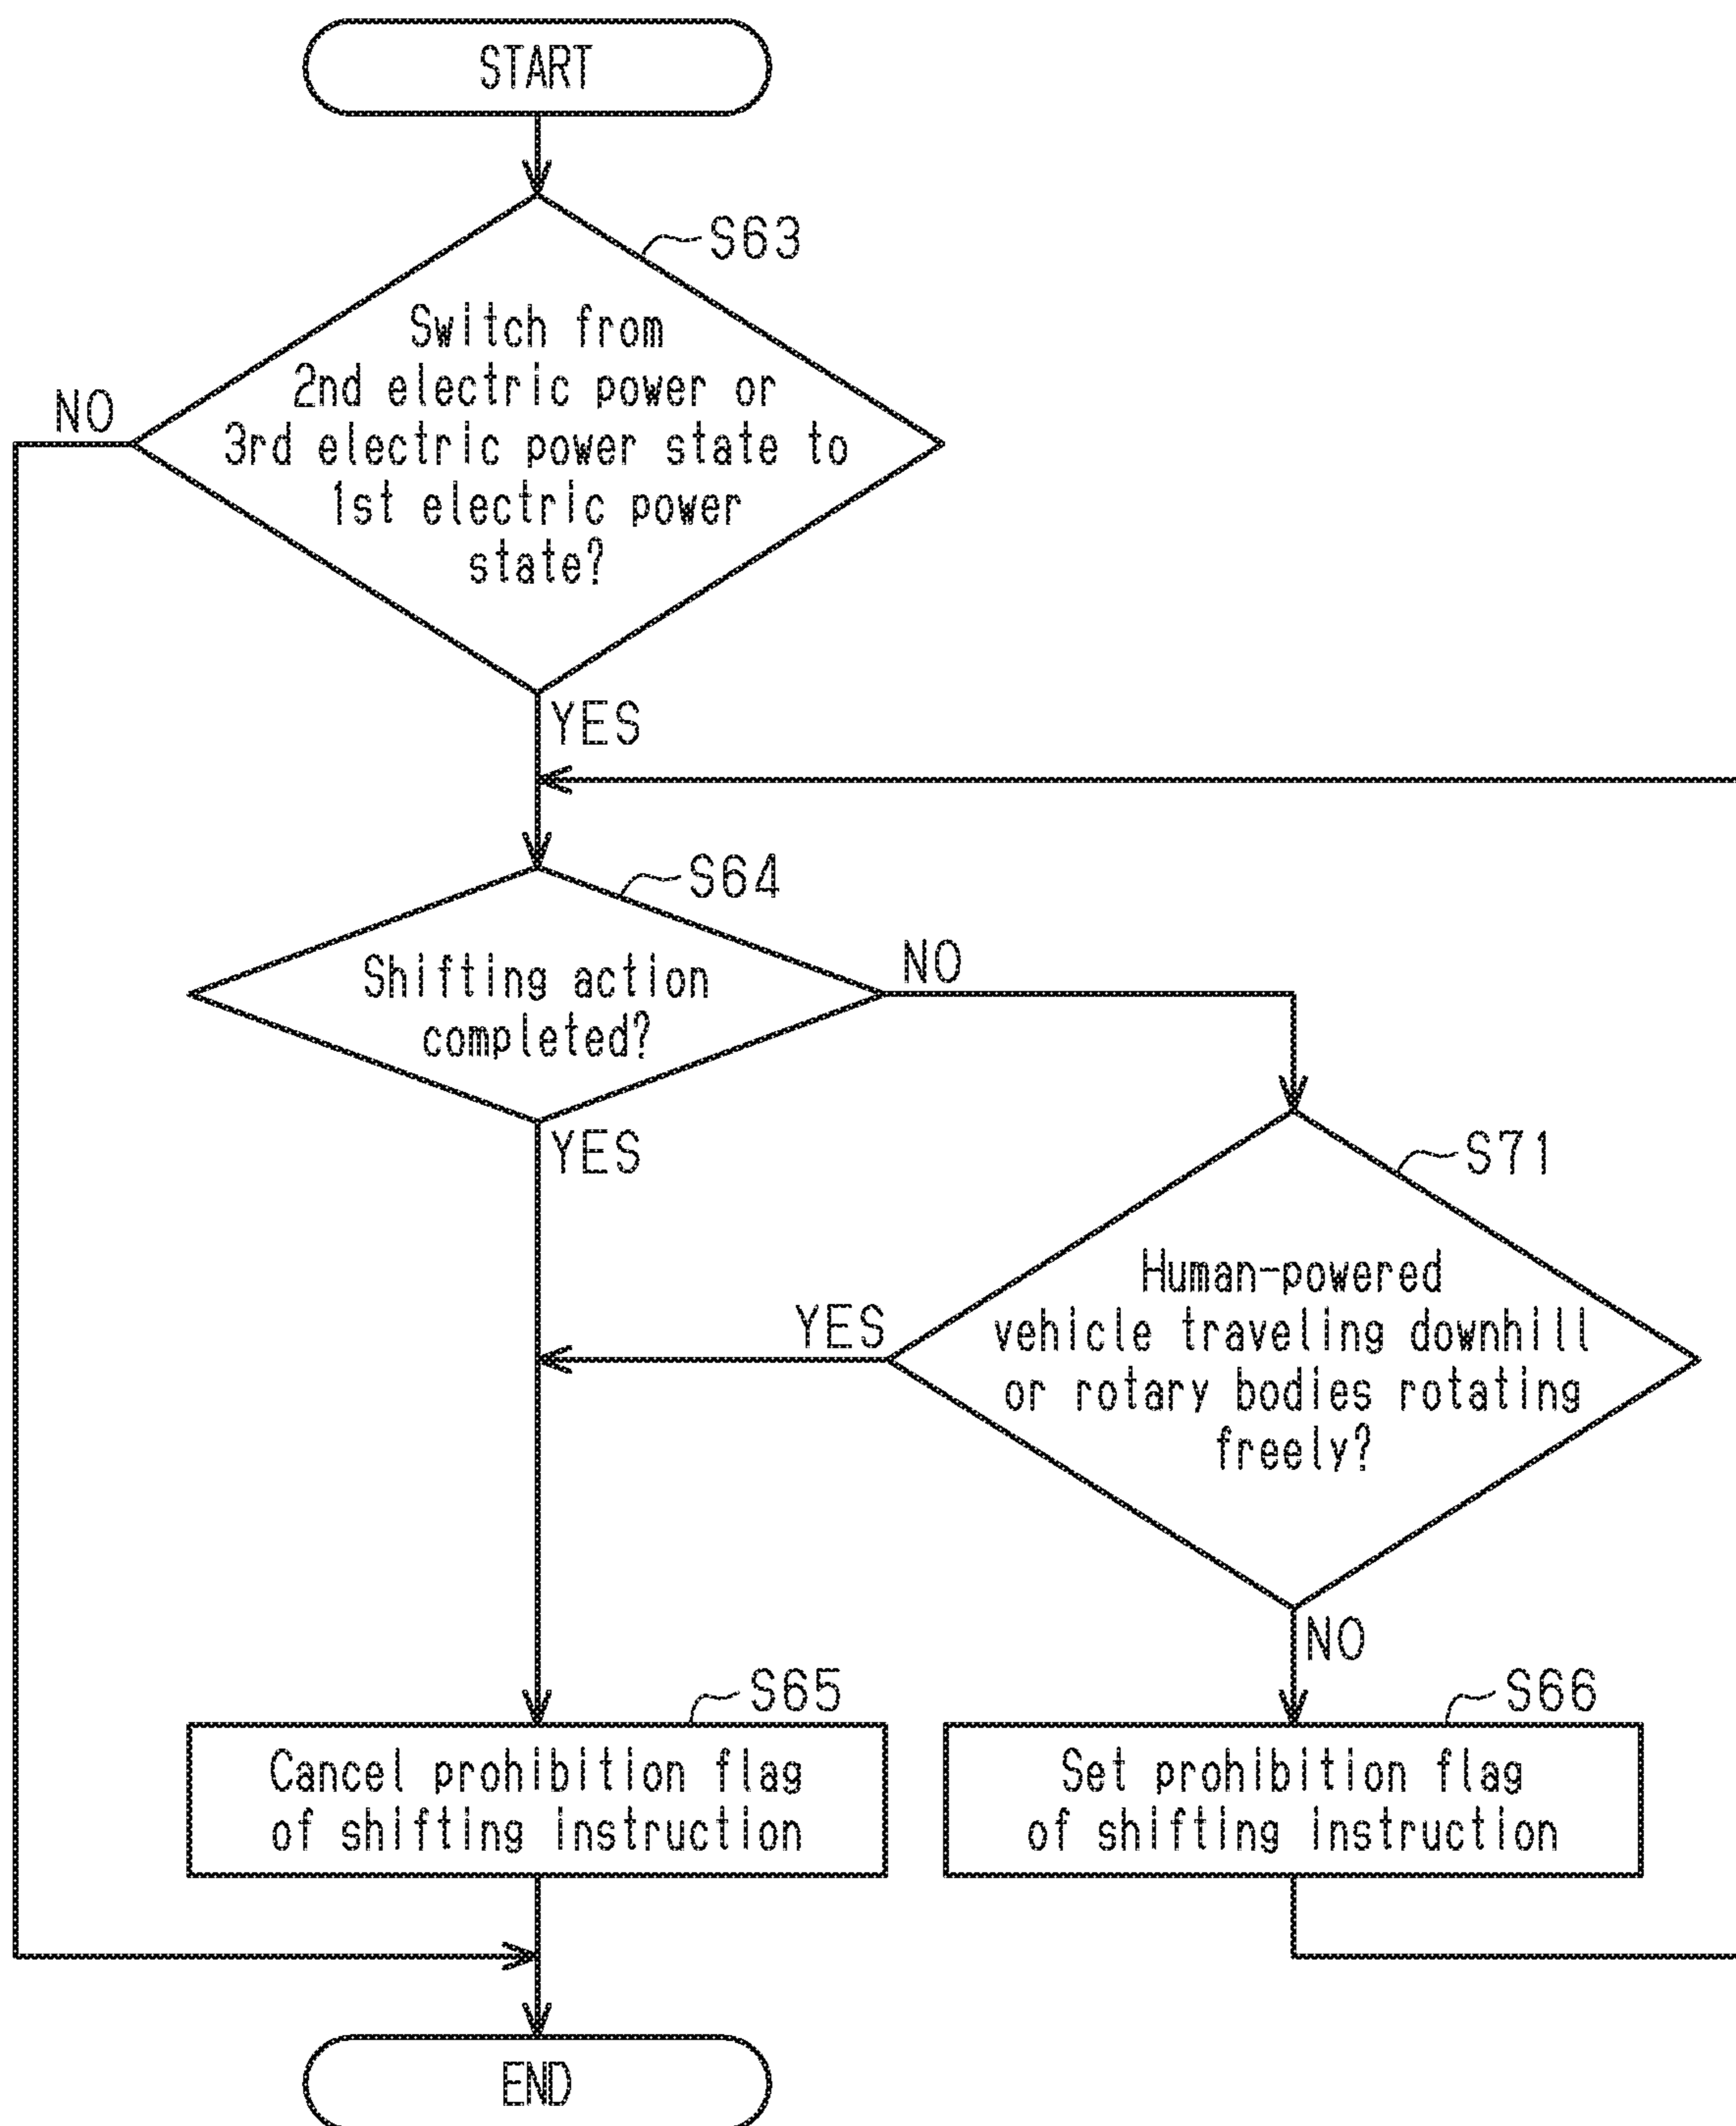 START
S63
Switch from
2nd electric power or
3rd electric power state to
1st electric power
state?
NO
YES
S64
Shifting action
completed?
NO
YES
S71
Human-powered
vehicle traveling downhill
or rotary bodies rotating
freely?
YES
NO
S65
Cancel prohibition flag
of shifting instruction
S66
Set prohibition flag
of shifting instruction
END